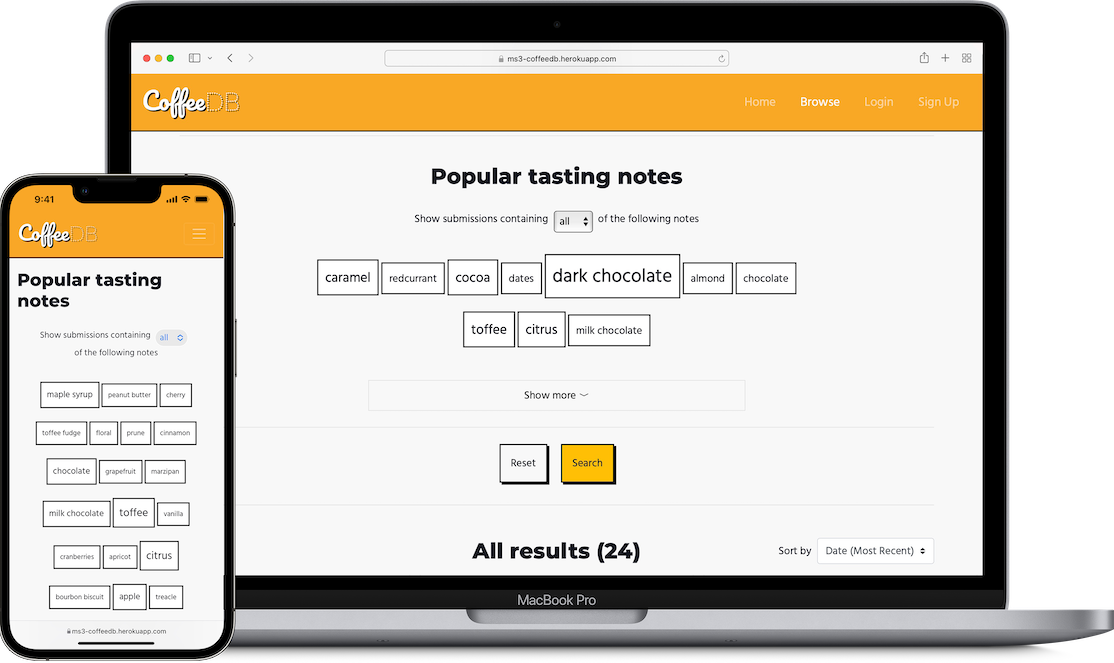 ms3-coffeedb.herokuapp.com
CoffeeDB
Home Browse Login Sign Up
Popular tasting notes
Show submissions containing all of the following notes
caramel redcurrant cocoa dates dark chocolate almond chocolate
toffee citrus milk chocolate
Show more
Reset Search
All results (24)
Sort by Date (Most Recent)
MacBook Pro
9:41
CoffeeDB
Popular tasting
notes
Show submissions containing all
of the following notes
maple syrup peanut butter cherry
toffee fudge floral prune cinnamon
chocolate grapefruit marzipan
milk chocolate toffee vanilla
cranberries apricot citrus
bourbon biscuit apple treacle
ms3-coffeedb.herokuapp.com